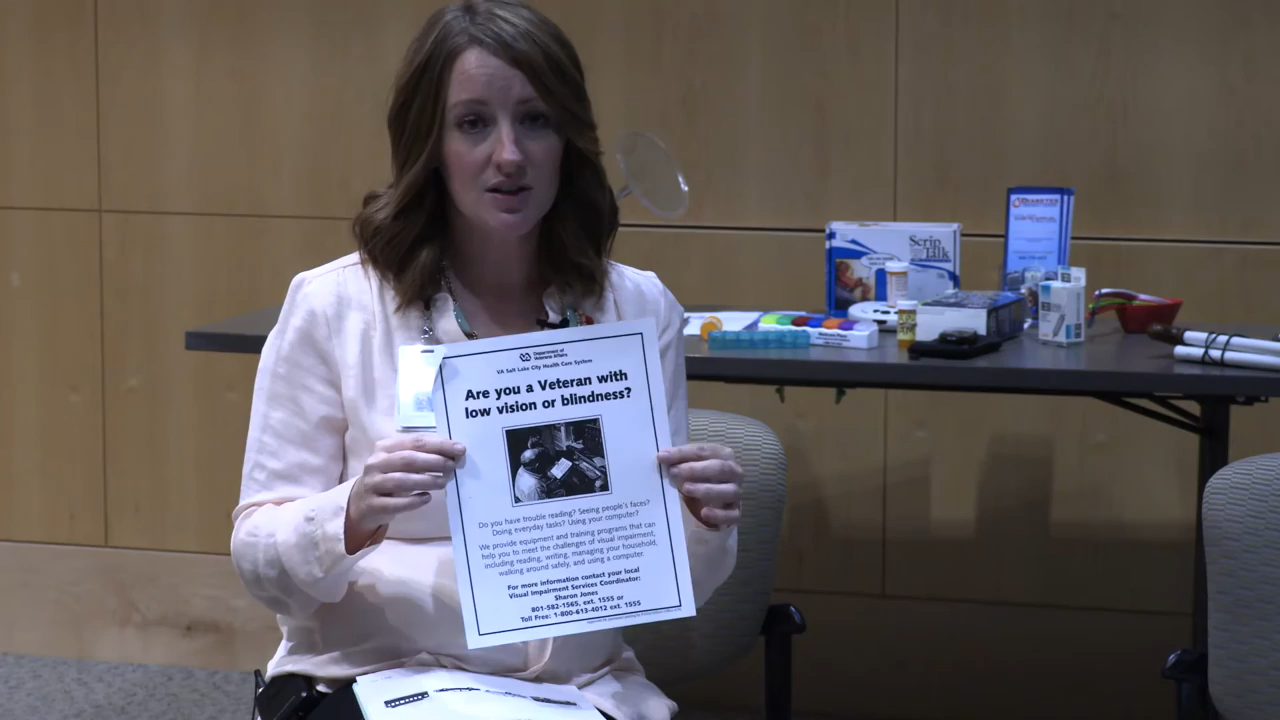 Department of
Veterans Affairs
VA Salt Lake City Health Care System
Are you a Veteran with
low vision or blindness?
Do you have trouble reading? Seeing people's faces?
Doing everyday tasks? Using your computer?
We provide equipment and training programs that can
help you to meet the challenges of visual impairment,
including reading, writing, managing your household,
walking around safely, and using a computer.
For more information contact your local
Visual Impairment Services Coordinator:
Sharon Jones
801-582-1565, ext. 1555 or
Toll Free: 1-800-613-4012 ext. 1555
Scrip
Talk
DIABETES